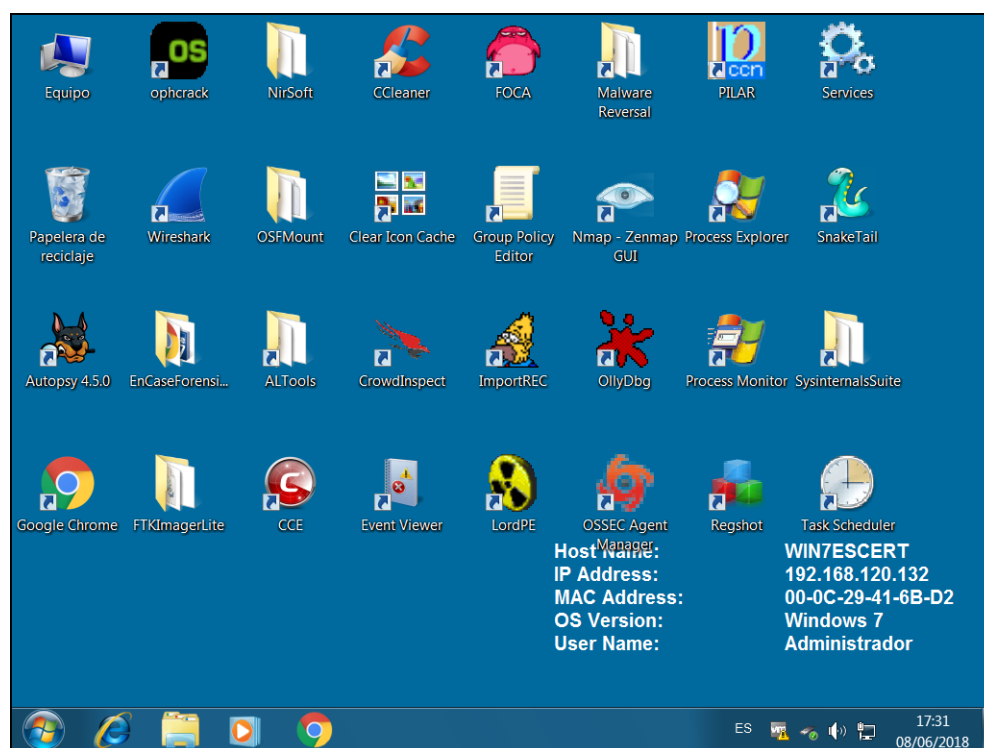 Equipo
ophcrack
NirSoft
CCleaner
FOCA
Malware
Reversal
PILAR
Services
Papelera de
reciclaje
Wireshark
OSFMount
Clear Icon Cache
Group Policy
Editor
Nmap - Zenmap
GUI
Process Explorer
SnakeTail
Autopsy 4.5.0
EnCaseForensi...
ALTools
CrowdInspect
ImportREC
OllyDbg
Process Monitor
SysinternalsSuite
Google Chrome
FTKImagerLite
CCE
Event Viewer
LordPE
OSSEC Agent
Manager
Regshot
Task Scheduler
OS
ccn
Host Name: WIN7ESCERT
IP Address: 192.168.120.132
MAC Address: 00-0C-29-41-6B-D2
OS Version: Windows 7
User Name: Administrador
ES
17:31
08/06/2018